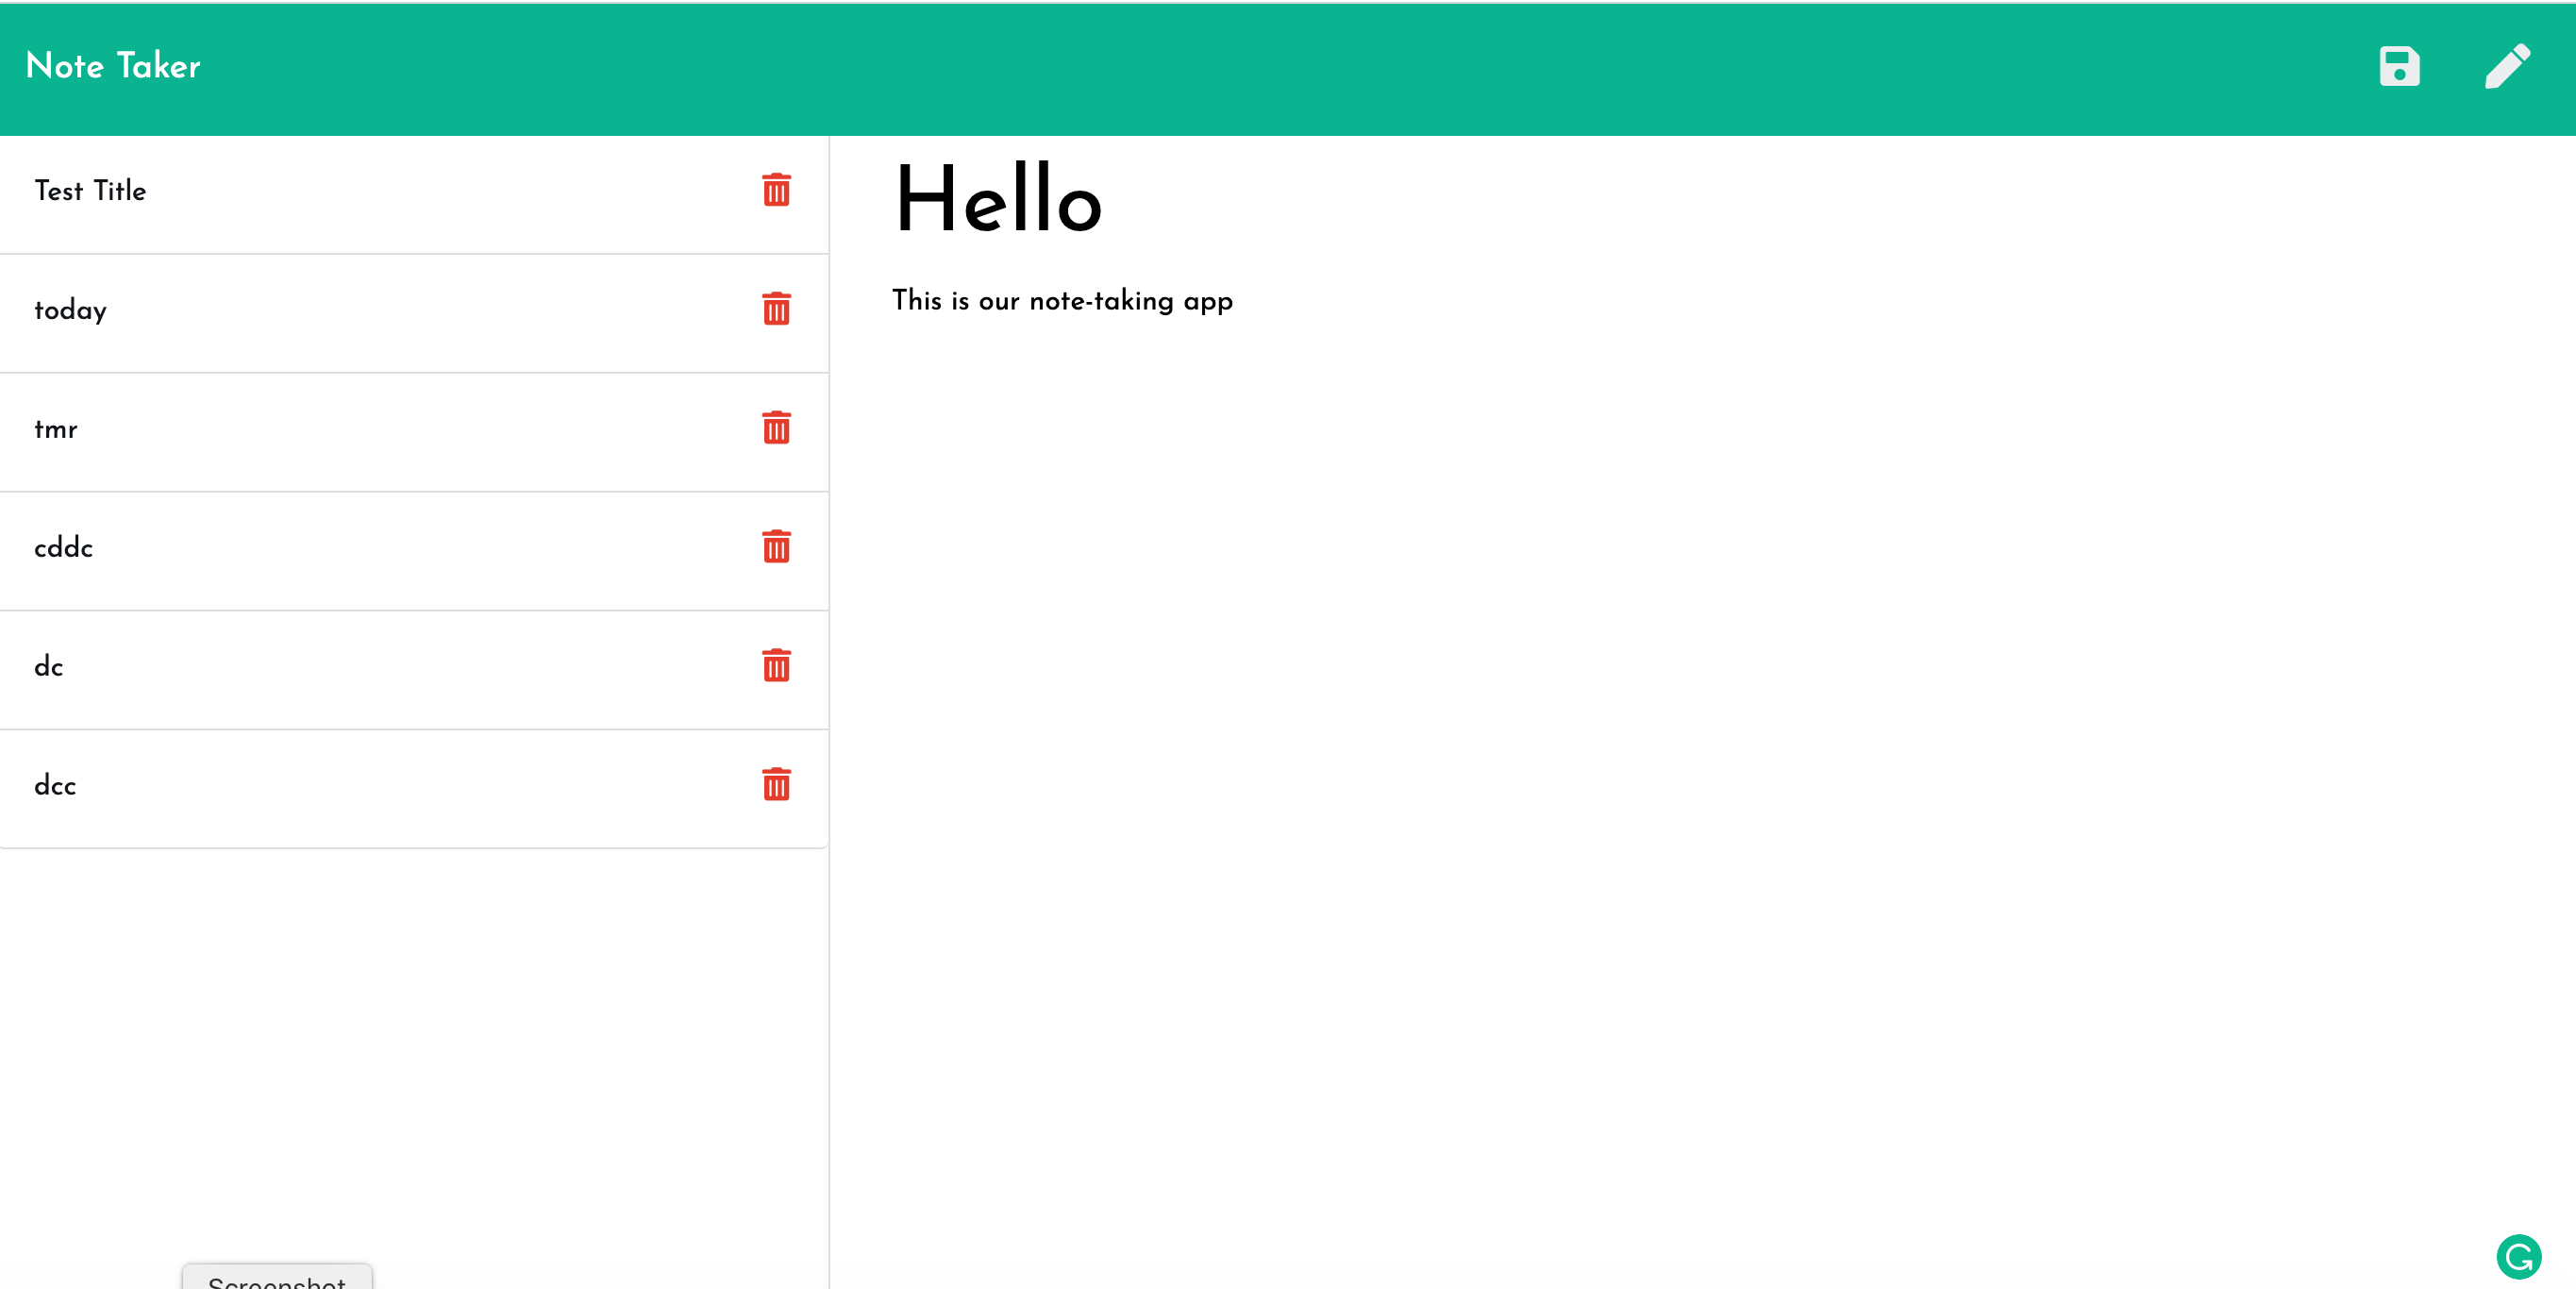 Note Taker
Test Title
today
tmr
cddc
dc
dcc
Hello
This is our note-taking app
Screenshot